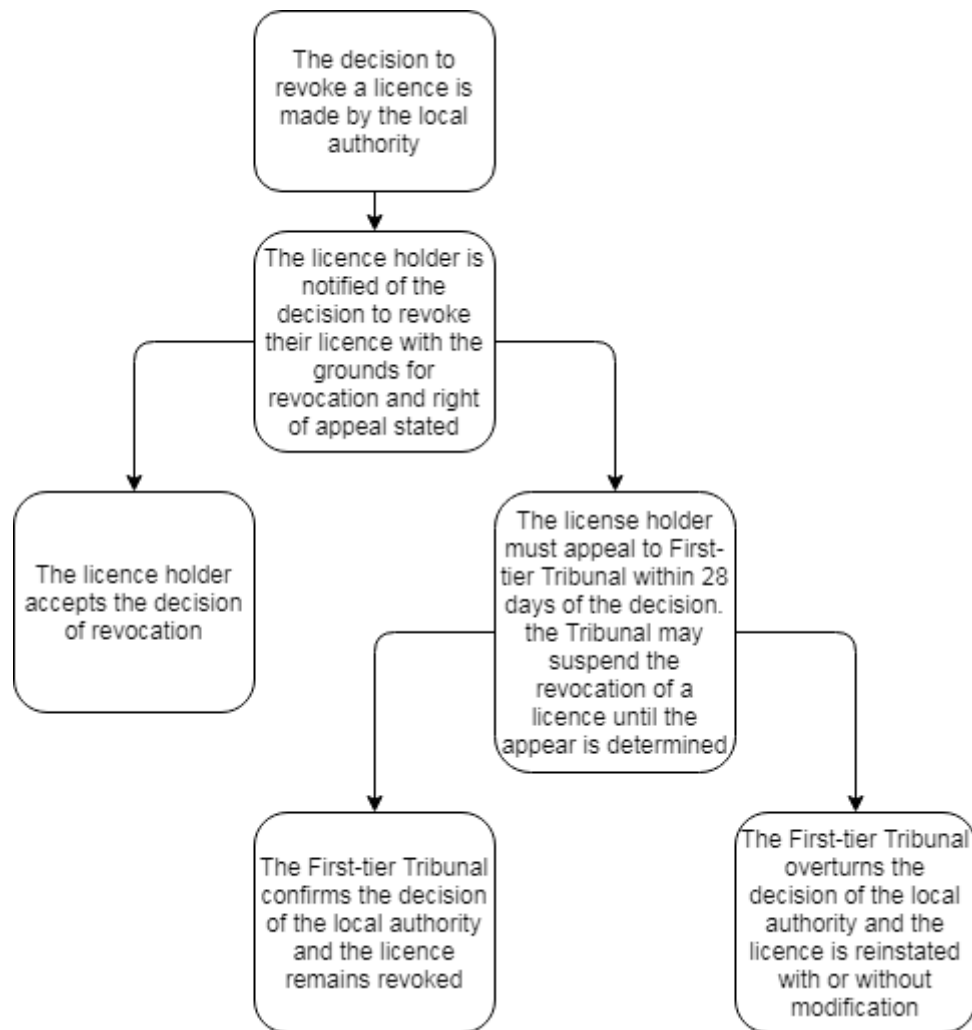 The decision to
revoke a licence is
made by the local
authority
The licence holder is
notified of the
decision to revoke
their licence with the
grounds for
revocation and right
of appeal stated
The licence holder
accepts the decision
of revocation
The license holder
must appeal to First-
tier Tribunal within 28
days of the decision.
the Tribunal may
suspend the
revocation of a
licence until the
appear is determined
The First-tier Tribunal
confirms the decision
of the local authority
and the licence
remains revoked
The First-tier Tribunal
overturns the
decision of the local
authority and the
licence is reinstated
with or without
modification